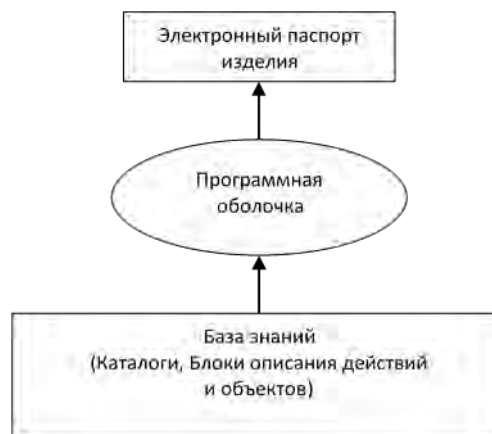 Электронный паспорт
изделия
Программная
оболочка
База знаний
(Каталоги, Блоки описания действий
и объектов)